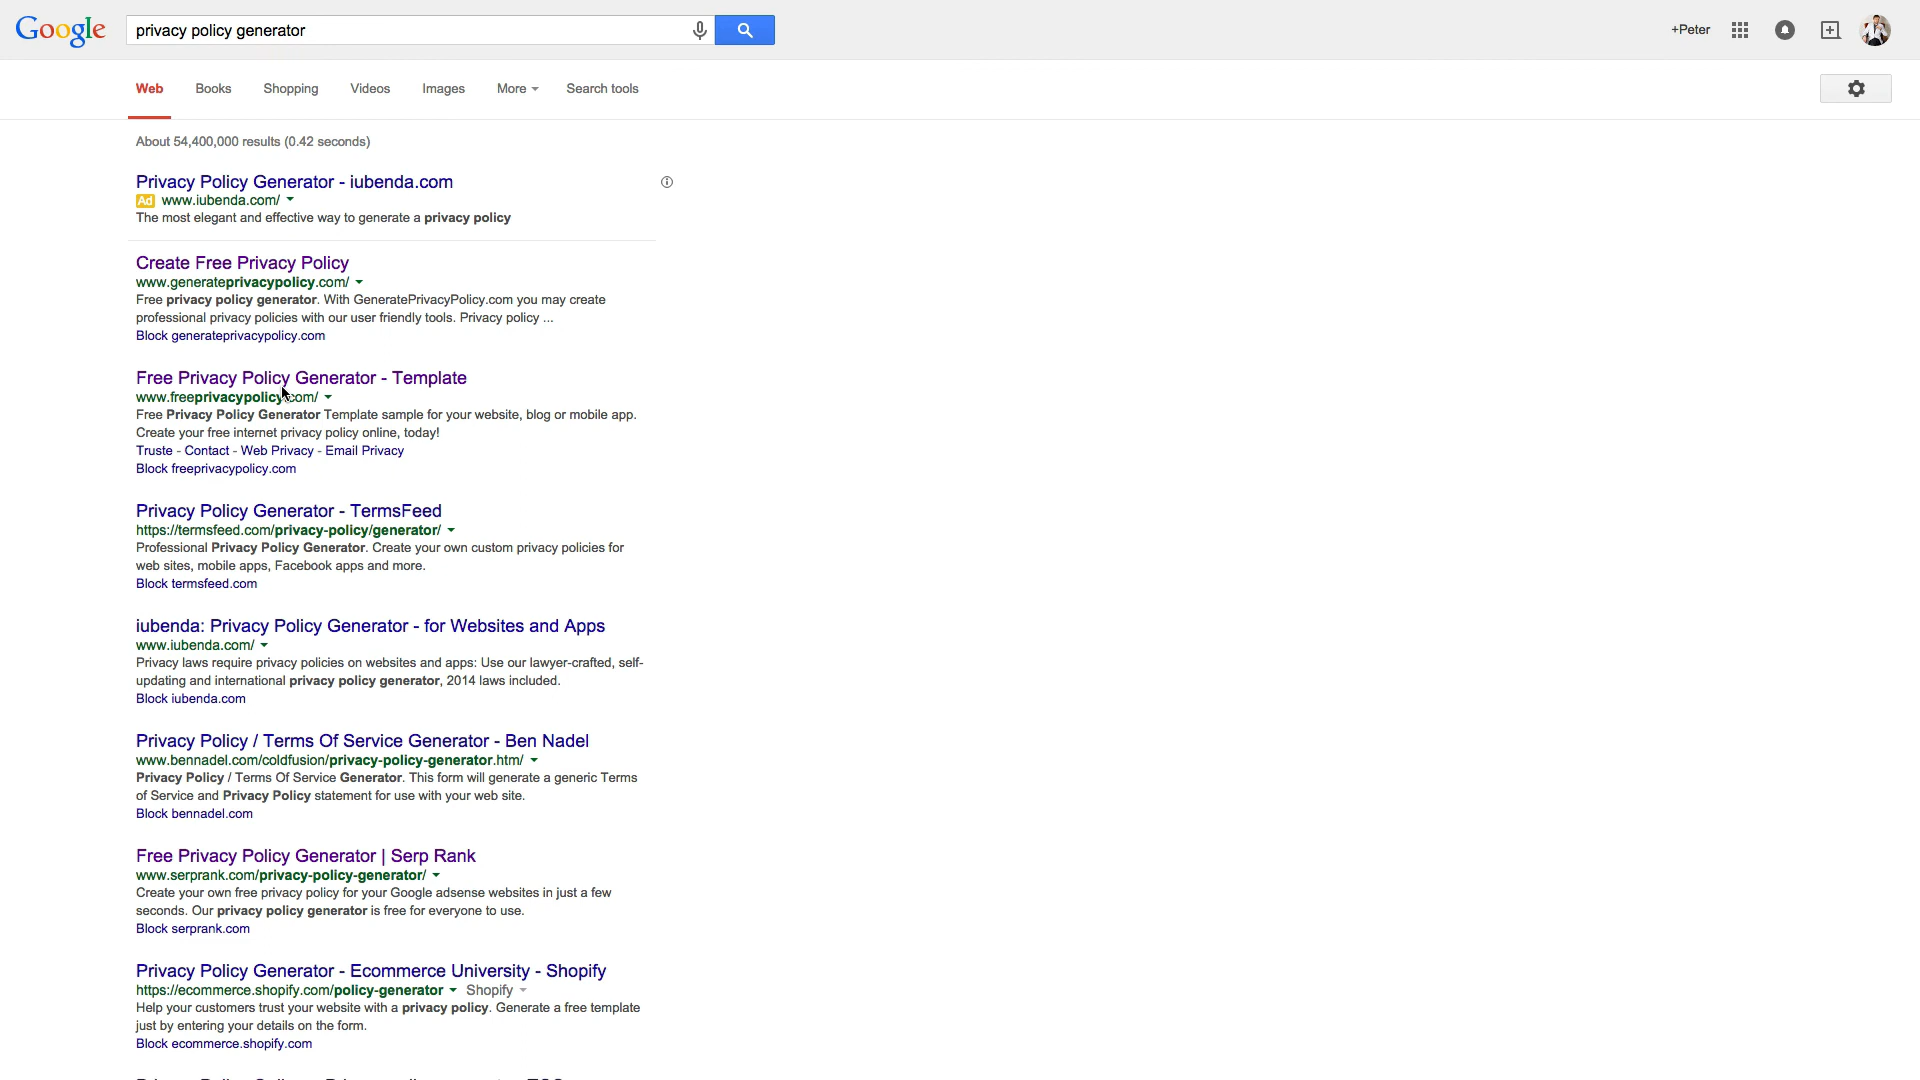 Google
privacy policy generator
+Peter
Web Books Shopping Videos Images More Search tools
About 54,400,000 results (0.42 seconds)
Privacy Policy Generator - iubenda.com
Ad www.iubenda.com/
The most elegant and effective way to generate a privacy policy
Create Free Privacy Policy
www.generateprivacypolicy.com/
Free privacy policy generator. With GeneratePrivacyPolicy.com you may create
professional privacy policies with our user friendly tools. Privacy policy ...
Block generateprivacypolicy.com
Free Privacy Policy Generator - Template
www.freeprivacypolicy.com/
Free Privacy Policy Generator Template sample for your website, blog or mobile app.
Create your free internet privacy policy online, today!
Truste - Contact - Web Privacy - Email Privacy
Block freeprivacypolicy.com
Privacy Policy Generator - TermsFeed
https://termsfeed.com/privacy-policy/generator/
Professional Privacy Policy Generator. Create your own custom privacy policies for
web sites, mobile apps, Facebook apps and more.
Block termsfeed.com
iubenda: Privacy Policy Generator - for Websites and Apps
www.iubenda.com/
Privacy laws require privacy policies on websites and apps: Use our lawyer-crafted, self-
updating and international privacy policy generator, 2014 laws included.
Block iubenda.com
Privacy Policy / Terms Of Service Generator - Ben Nadel
www.bennadel.com/coldfusion/privacy-policy-generator.htm/
Privacy Policy / Terms Of Service Generator. This form will generate a generic Terms
of Service and Privacy Policy statement for use with your web site.
Block bennadel.com
Free Privacy Policy Generator | Serp Rank
www.serprank.com/privacy-policy-generator/
Create your own free privacy policy for your Google adsense websites in just a few
seconds. Our privacy policy generator is free for everyone to use.
Block serprank.com
Privacy Policy Generator - Ecommerce University - Shopify
https://ecommerce.shopify.com/policy-generator Shopify
Help your customers trust your website with a privacy policy. Generate a free template
just by entering your details on the form.
Block ecommerce.shopify.com